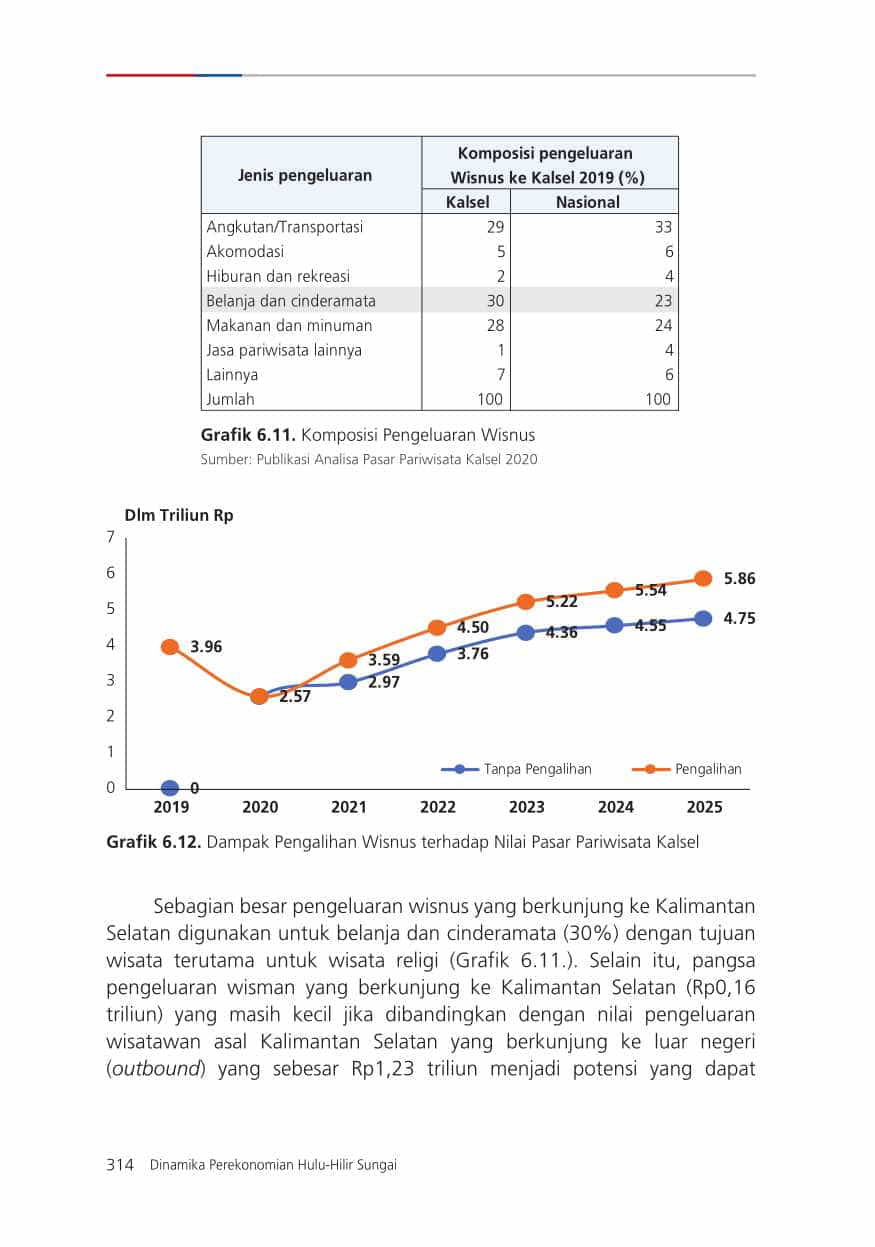 Jenis pengeluaran
Komposisi pengeluaran
Wisnus ke Kalsel 2019 (%)
Kalsel Nasional
Angkutan/Transportasi 29 33
Akomodasi 5 6
Hiburan dan rekreasi 2 4
Belanja dan cinderamata 30 23
Makanan dan minuman 28 24
Jasa pariwisata lainnya 1 4
Lainnya 7 6
Jumlah 100 100
Grafik 6.11. Komposisi Pengeluaran Wisnus
Sumber: Publikasi Analisa Pasar Pariwisata Kalsel 2020
Dlm Triliun Rp
7
6
5
4
3
2
1
0
3.96
2.57
3.59
4.50
5.22
5.54
5.86
0
2.97
3.76
4.36
4.55
4.75
Tanpa Pengalihan Pengalihan
2019 2020 2021 2022 2023 2024 2025
Grafik 6.12. Dampak Pengalihan Wisnus terhadap Nilai Pasar Pariwisata Kalsel
Sebagian besar pengeluaran wisnus yang berkunjung ke Kalimantan
Selatan digunakan untuk belanja dan cinderamata (30%) dengan tujuan
wisata terutama untuk wisata religi (Grafik 6.11.). Selain itu, pangsa
pengeluaran wisman yang berkunjung ke Kalimantan Selatan (Rp0,16
triliun) yang masih kecil jika dibandingkan dengan nilai pengeluaran
wisatawan asal Kalimantan Selatan yang berkunjung ke luar negeri
(outbound) yang sebesar Rp1,23 triliun menjadi potensi yang dapat
314 Dinamika Perekonomian Hulu-Hilir Sungai